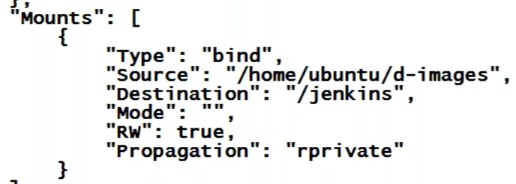 },
"Mounts": [
{
"Type": "bind",
"Source": "/home/ubuntu/d-images",
"Destination": "/jenkins",
"Mode": "",
"RW": true,
"Propagation": "rprivate"
}